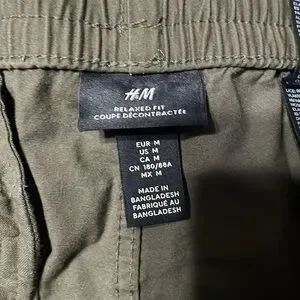 H&M
RELAXED FIT
COUPE DÉCONTRACTÉE
EUR M
US M
CA M
CN 180/88A
MX M
MADE IN
BANGLADESH
FABRIQUÉ AU
BANGLADESH